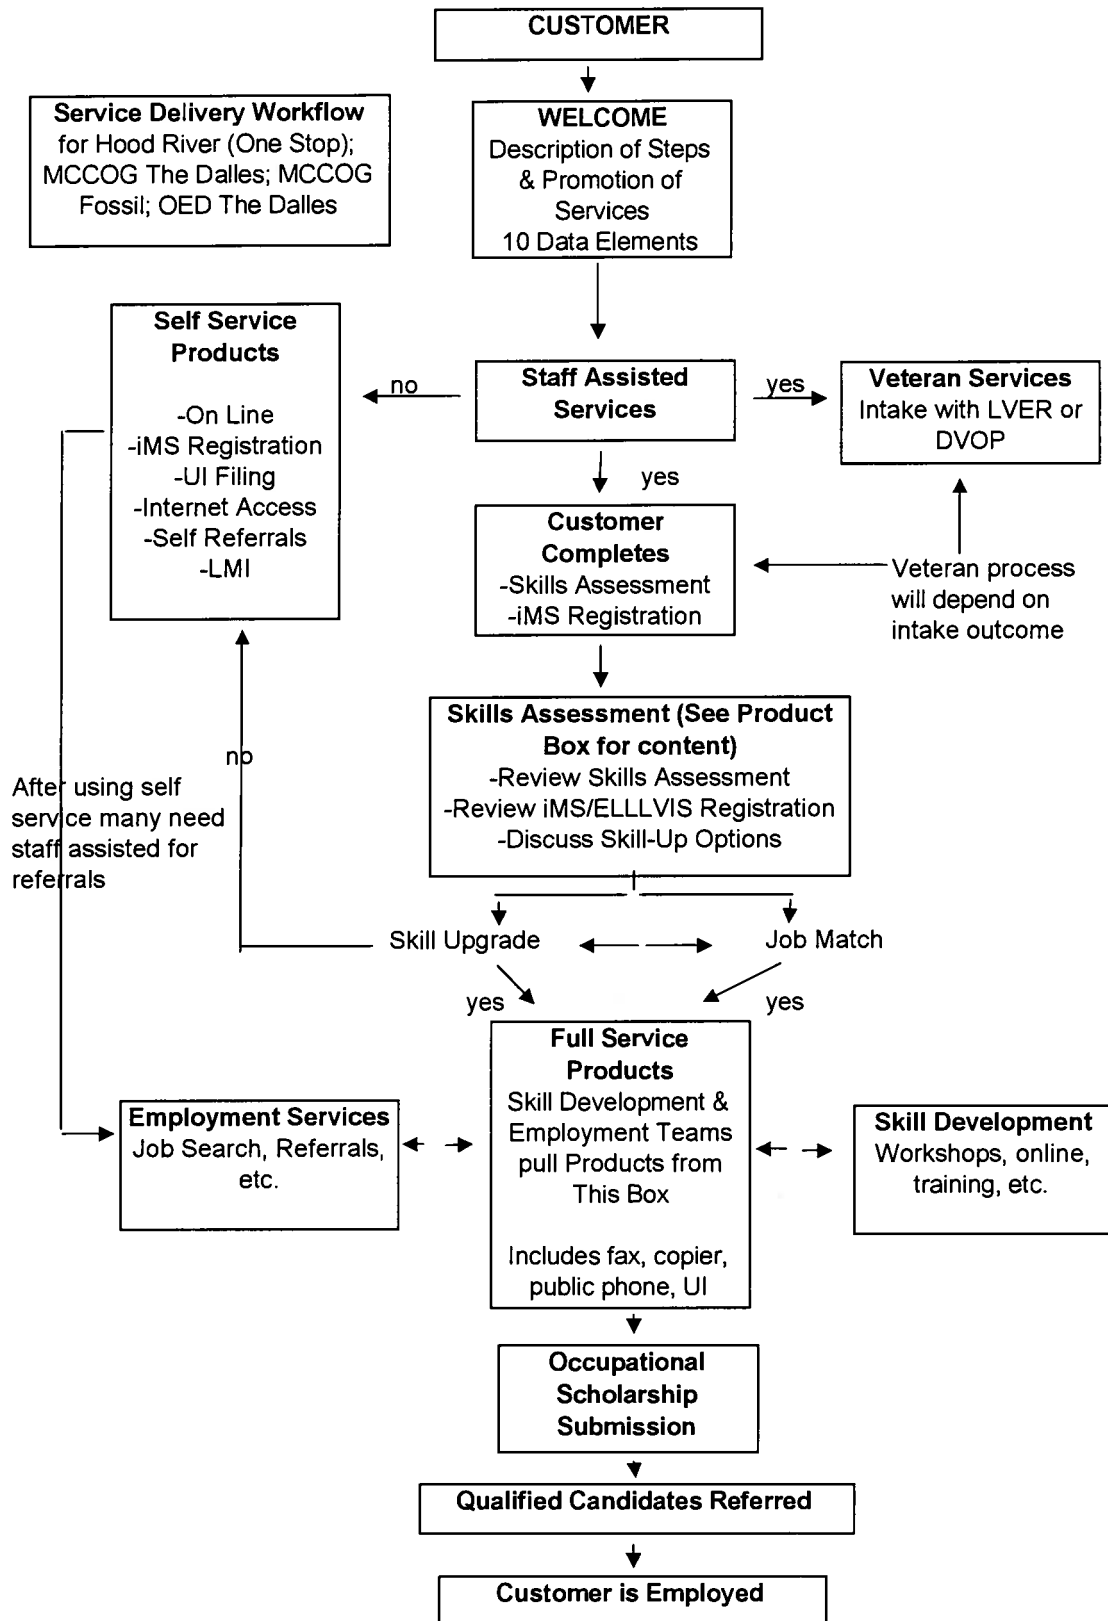 CUSTOMER
Service Delivery Workflow
for Hood River (One Stop);
MCCOG The Dalles; MCCOG
Fossil; OED The Dalles
WELCOME
Description of Steps
& Promotion of
Services
10 Data Elements
Self Service
Products
-On Line
-iMS Registration
-UI Filing
-Internet Access
-Self Referrals
-LMI
no
Staff Assisted
Services
yes
Veteran Services
Intake with LVER or
DVOP
yes
Customer
Completes
-Skills Assessment
-iMS Registration
Veteran process
will depend on
intake outcome
Skills Assessment (See Product
Box for content)
-Review Skills Assessment
-Review iMS/ELLLVIS Registration
-Discuss Skill-Up Options
no
After using self
service many need
staff assisted for
referrals
Skill Upgrade
Job Match
yes
yes
Full Service
Products
Skill Development &
Employment Teams
pull Products from
This Box
Includes fax, copier,
public phone, UI
Employment Services
Job Search, Referrals,
etc.
Skill Development
Workshops, online,
training, etc.
Occupational
Scholarship
Submission
Qualified Candidates Referred
Customer is Employed